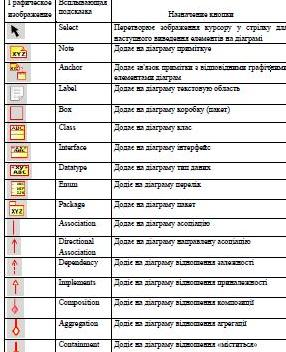 Графическое изображение
Всплывающая подсказка
Назначение кнопки
Select
Перетворює зображення курсору у стрілку для
наступного виведення елементів на діаграмі
Note
Додає на діаграму примітку
Anchor
Додає зв'язок примітки з відповідними графічними
елементами діаграм
Label
Додає на діаграму текстову область
Box
Додає на діаграму коробку (пакет)
Class
Додає на діаграму клас
Interface
Додає на діаграму інтерфейс
Datatype
Додає на діаграму тип даних
Enum
Додає на діаграму перелік
Package
Додає на діаграму пакет
Association
Додає на діаграму асоціацію
Directional
Association
Додає на діаграму направлену асоціацію
Dependency
Додає на діаграму відношення залежності
Implements
Додає на діаграму відношення приналежності
Composition
Додає на діаграму відношення композиції
Aggregation
Додає на діаграму відношення агрегації
Containment
Додає на діаграму відношення «міститься»